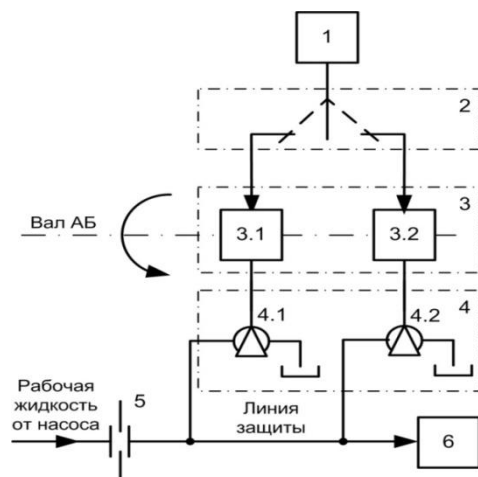 1
2
3
Вал АБ
3.1
3.2
4
4.1
4.2
Рабочая
жидкость
от насоса
5
Линия
защиты
6